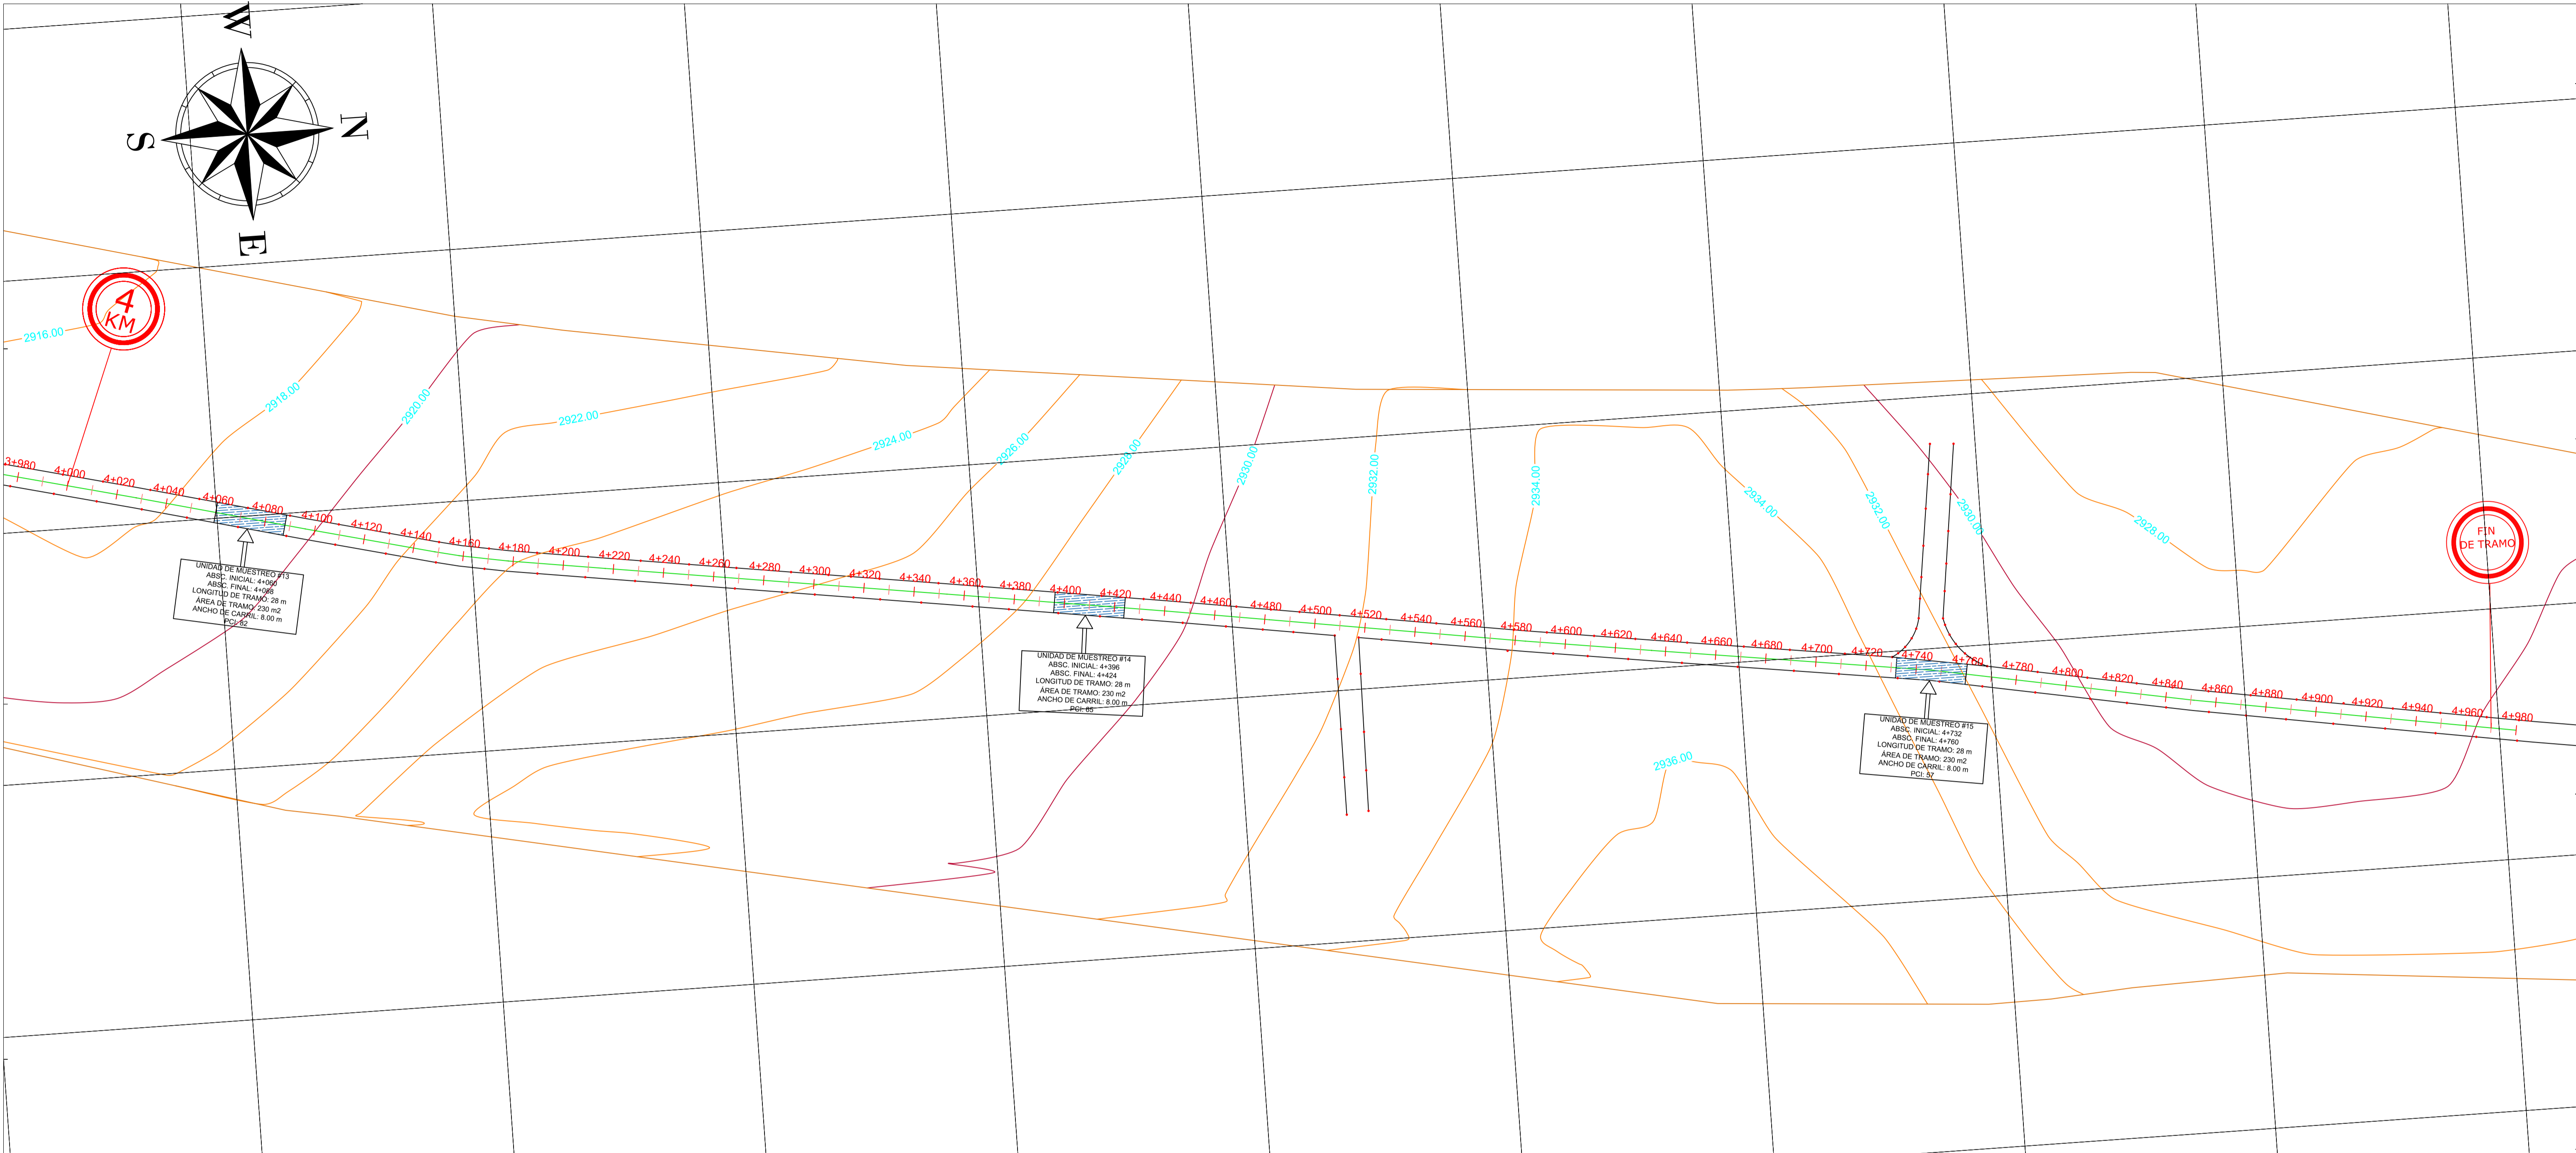 W
N
S
E
4
KM
2916.00
2918.00
2920.00
2922.00
2924.00
2926.00
2928.00
2930.00
2932.00
2934.00
2934.00
2932.00
2930.00
2928.00
2936.00
FIN
DE TRAMO
3+980
4+000
4+020
4+040
4+060
4+080
4+100
4+120
4+140
4+160
4+180
4+200
4+220
4+240
4+260
4+280
4+300
4+320
4+340
4+360
4+380
4+400
4+420
4+440
4+460
4+480
4+500
4+520
4+540
4+560
4+580
4+600
4+620
4+640
4+660
4+680
4+700
4+720
4+740
4+760
4+780
4+800
4+820
4+840
4+860
4+880
4+900
4+920
4+940
4+960
4+980
UNIDAD DE MUESTREO #13
ABSC. INICIAL: 4+060
ABSC. FINAL: 4+088
LONGITUD DE TRAMO: 28 m
ÁREA DE TRAMO: 230 m2
ANCHO DE CARRIL: 8.00 m
PCI: 82
UNIDAD DE MUESTREO #14
ABSC. INICIAL: 4+396
ABSC. FINAL: 4+424
LONGITUD DE TRAMO: 28 m
ÁREA DE TRAMO: 230 m2
ANCHO DE CARRIL: 8.00 m
PCI: 65
UNIDAD DE MUESTREO #15
ABSC. INICIAL: 4+732
ABSC. FINAL: 4+760
LONGITUD DE TRAMO: 28 m
ÁREA DE TRAMO: 230 m2
ANCHO DE CARRIL: 8.00 m
PCI: 57